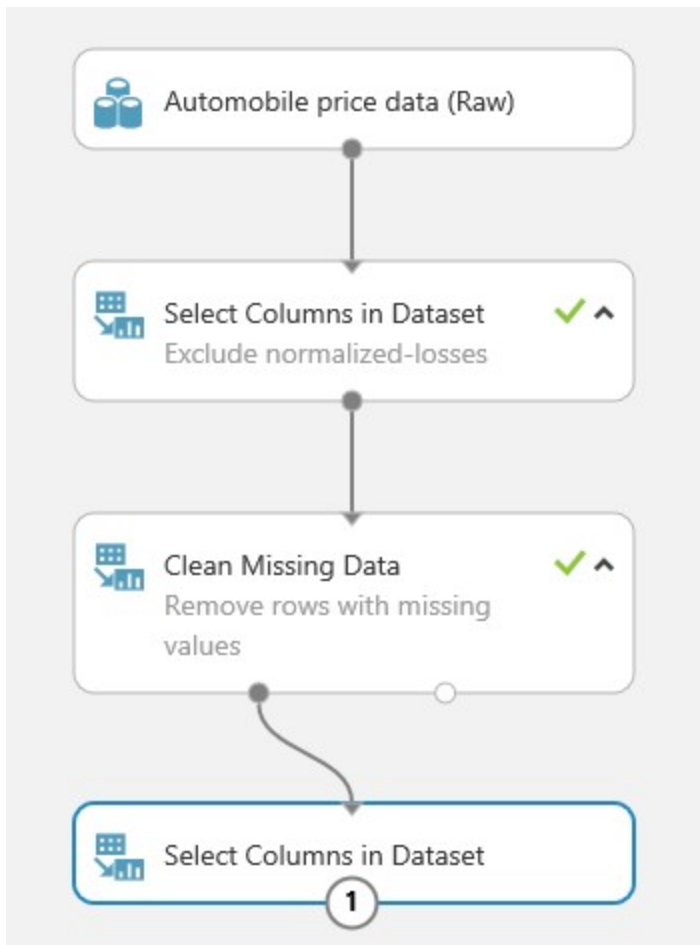 Automobile price data (Raw)
Select Columns in Dataset
Exclude normalized-losses
Clean Missing Data
Remove rows with missing
values
Select Columns in Dataset
1